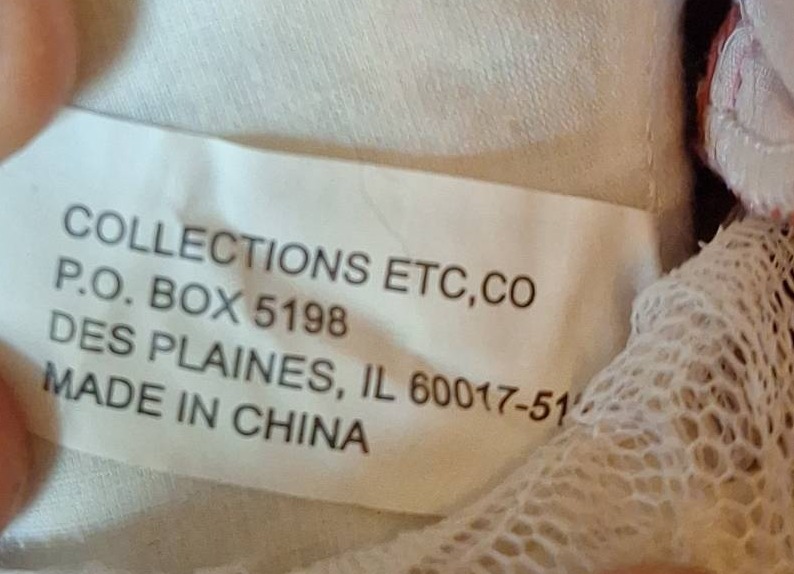 COLLECTIONS ETC,CO
P.O. BOX 5198
DES PLAINES, IL 60017-51
MADE IN CHINA